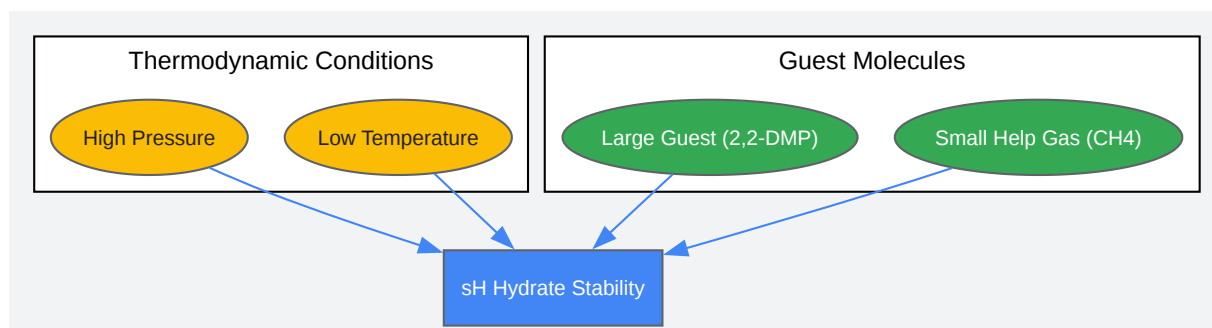 Thermodynamic Conditions
Guest Molecules
High Pressure
Low Temperature
Large Guest (2,2-DMP)
Small Help Gas (CH4)
sH Hydrate Stability